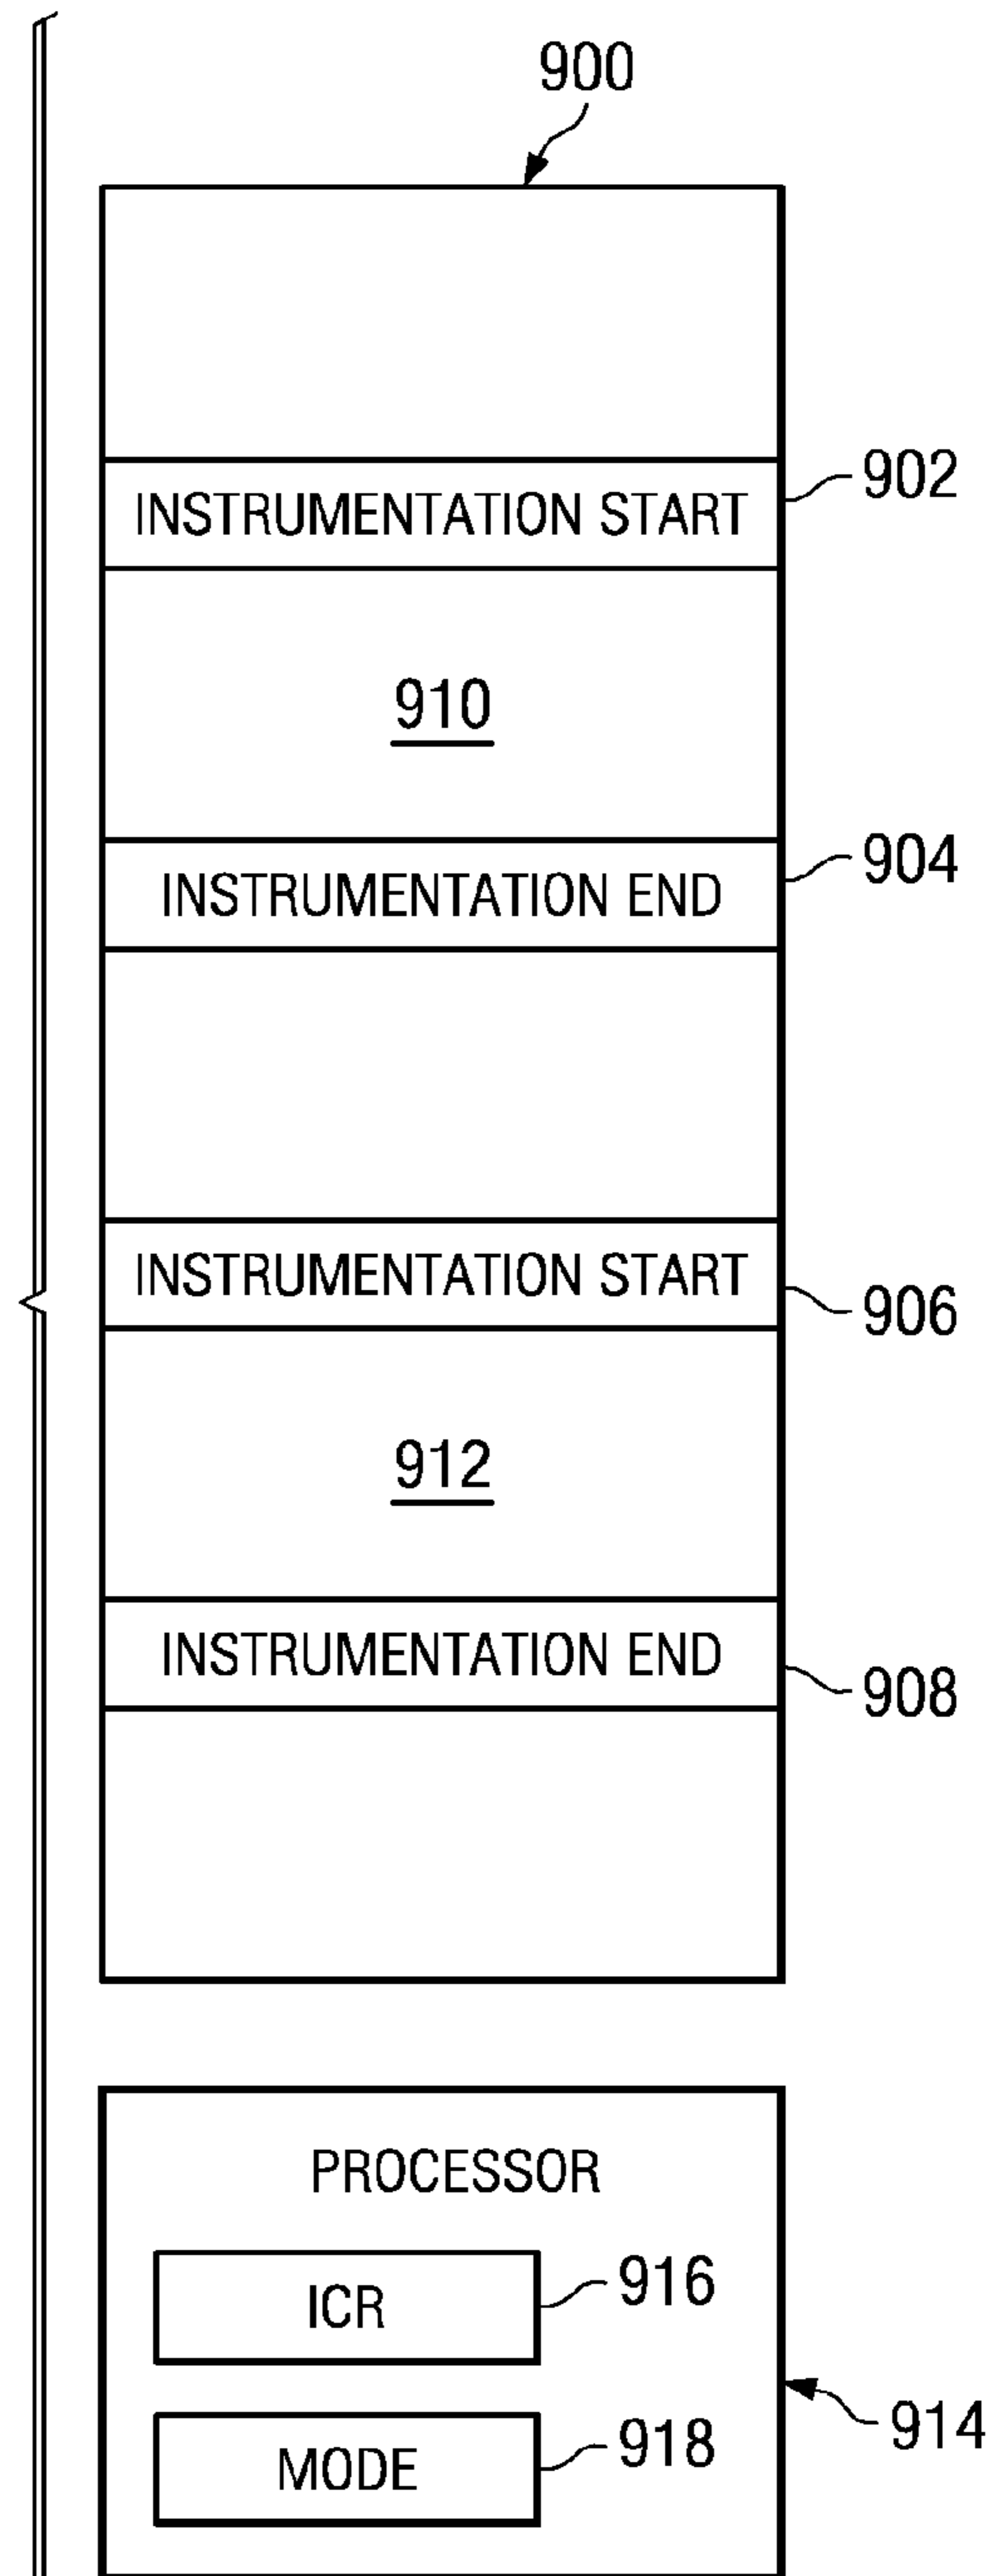 900
INSTRUMENTATION START
902
910
INSTRUMENTATION END
904
INSTRUMENTATION START
906
912
INSTRUMENTATION END
908
PROCESSOR
ICR
916
MODE
918
914